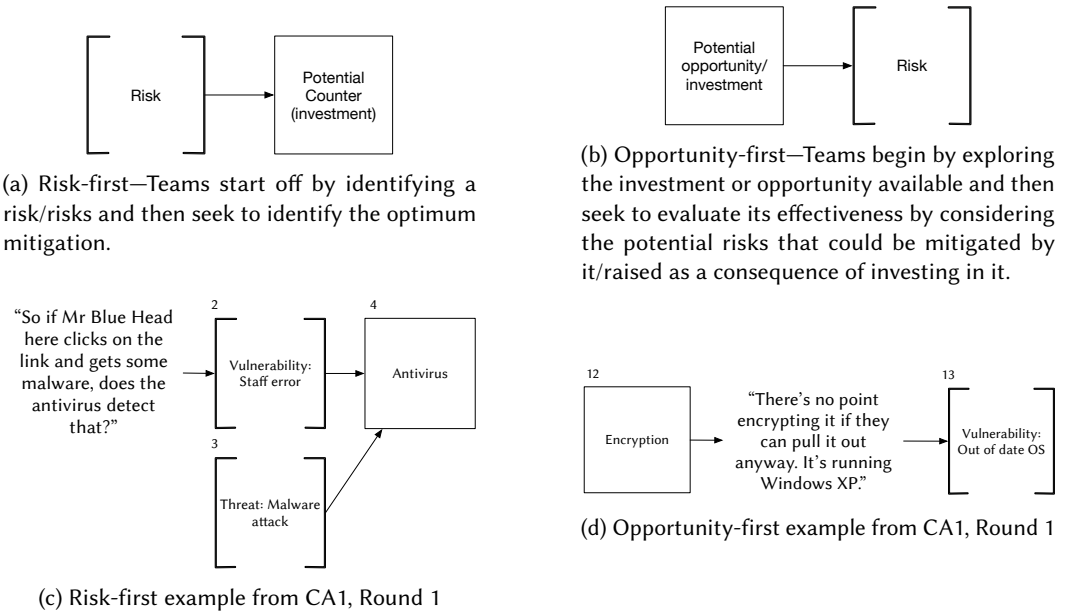 Risk
Potential
Counter
(investment)
(a) Risk-first—Teams start off by identifying a
risk/risks and then seek to identify the optimum
mitigation.
Potential
opportunity/
investment
Risk
(b) Opportunity-first—Teams begin by exploring
the investment or opportunity available and then
seek to evaluate its effectiveness by considering
the potential risks that could be mitigated by
it/raised as a consequence of investing in it.
“So if Mr Blue Head
here clicks on the
link and gets some
malware, does the
antivirus detect
that?”
2
Vulnerability:
Staff error
3
Threat: Malware
attack
4
Antivirus
(c) Risk-first example from CA1, Round 1
12
Encryption
“There’s no point
encrypting it if they
can pull it out
anyway. It’s running
Windows XP.”
13
Vulnerability:
Out of date OS
(d) Opportunity-first example from CA1, Round 1